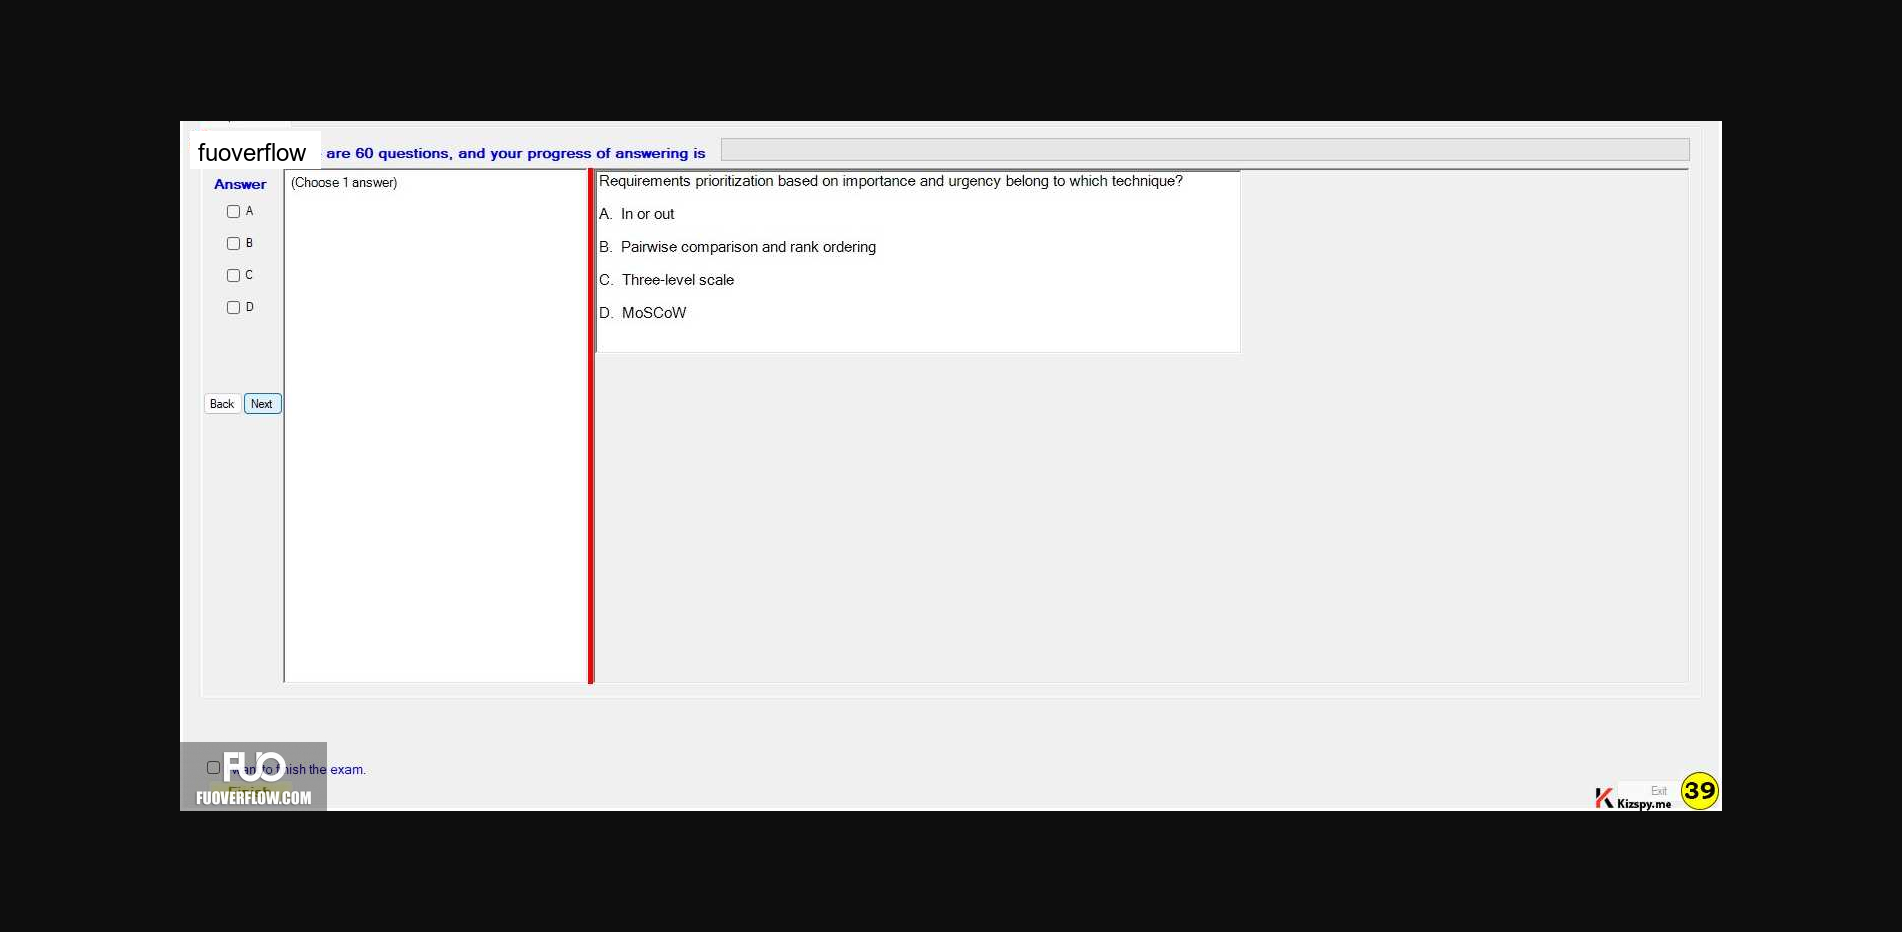 fuoverflow are 60 questions, and your progress of answering is
Answer
(Choose 1 answer)
A
B
C
D
Back Next
Requirements prioritization based on importance and urgency belong to which technique?
A. In or out
B. Pairwise comparison and rank ordering
C. Three-level scale
D. MoSCoW
FUO
FUOVERFLOW.COM
want to finish the exam.
Finish
Exit
Kizspy.me
39